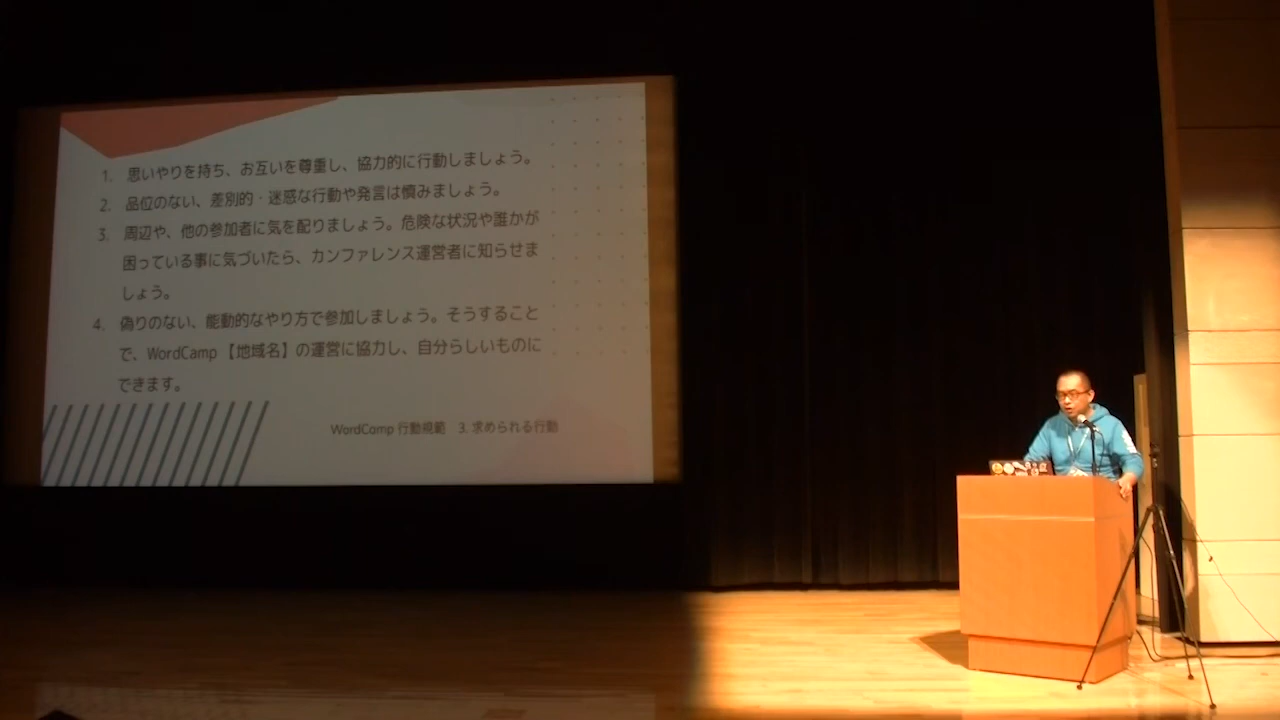 1. 思いやりを持ち、お互いを尊重し、協力的に行動しましょう。
2. 品位のない、差別的・迷惑な行動や発言は慎みましょう。
3. 周辺や、他の参加者に気を配りましょう。危険な状況や誰かが
困っている事に気づいたら、カンファレンス運営者に知らせま
しょう。
4. 偽りのない、能動的なやり方で参加しましょう。そうすること
で、WordCamp【地域名】の運営に協力し、自分らしいものに
できます。
WordCamp 行動規範 3. 求められる行動